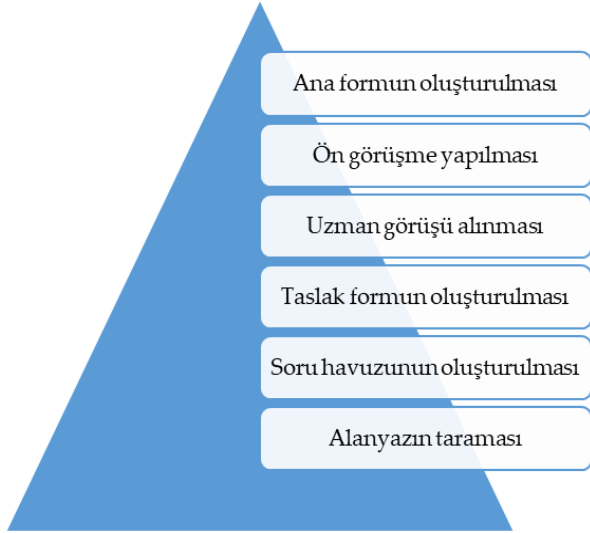 Ana formun oluşturulması
Ön görüşme yapılması
Uzman görüşü alınması
Taslak formun oluşturulması
Soru havuzunun oluşturulması
Alanyazın taraması